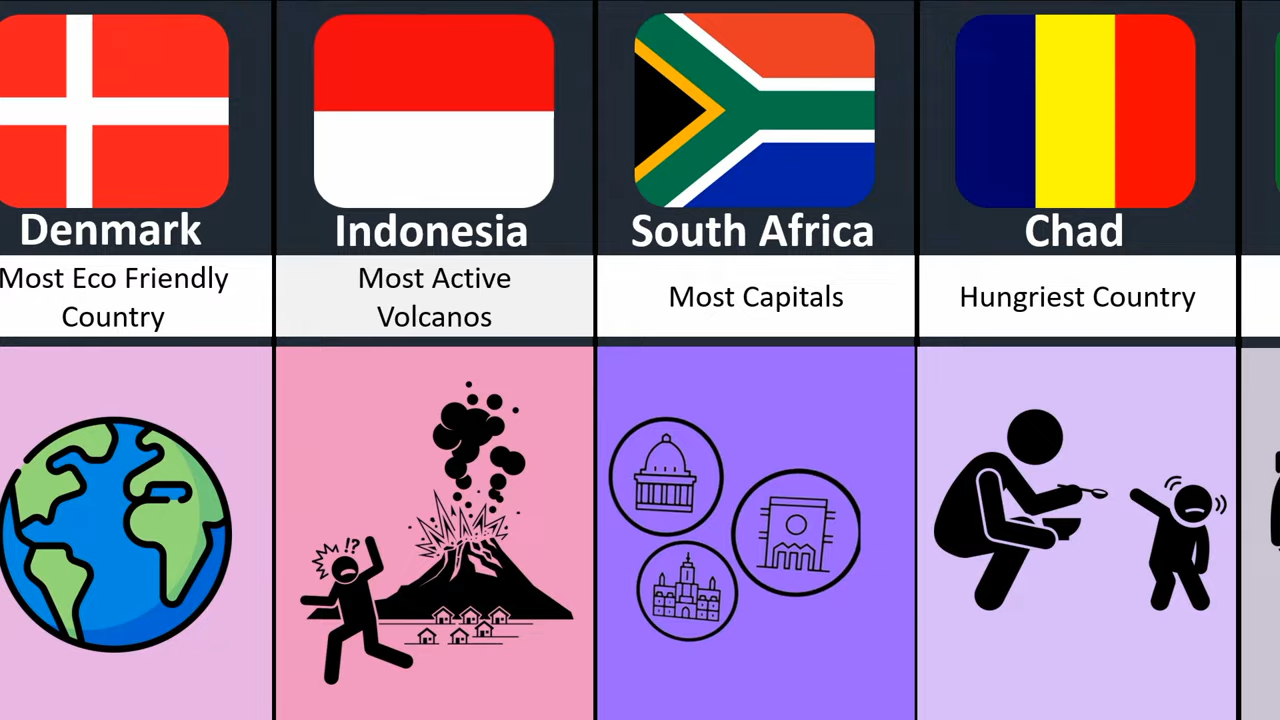 Denmark
Most Eco Friendly
Country
Indonesia
Most Active
Volcanos
!?
South Africa
Most Capitals
Chad
Hungriest Country